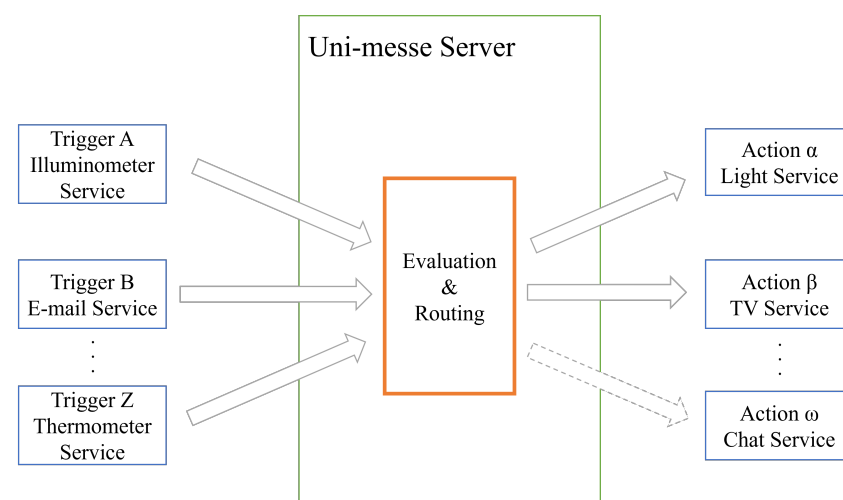 Uni-messe Server
Trigger A
Illuminometer
Service
Trigger B
E-mail Service
.
.
.
Trigger Z
Thermometer
Service
Evaluation
&
Routing
Action α
Light Service
Action β
TV Service
.
.
.
Action ω
Chat Service